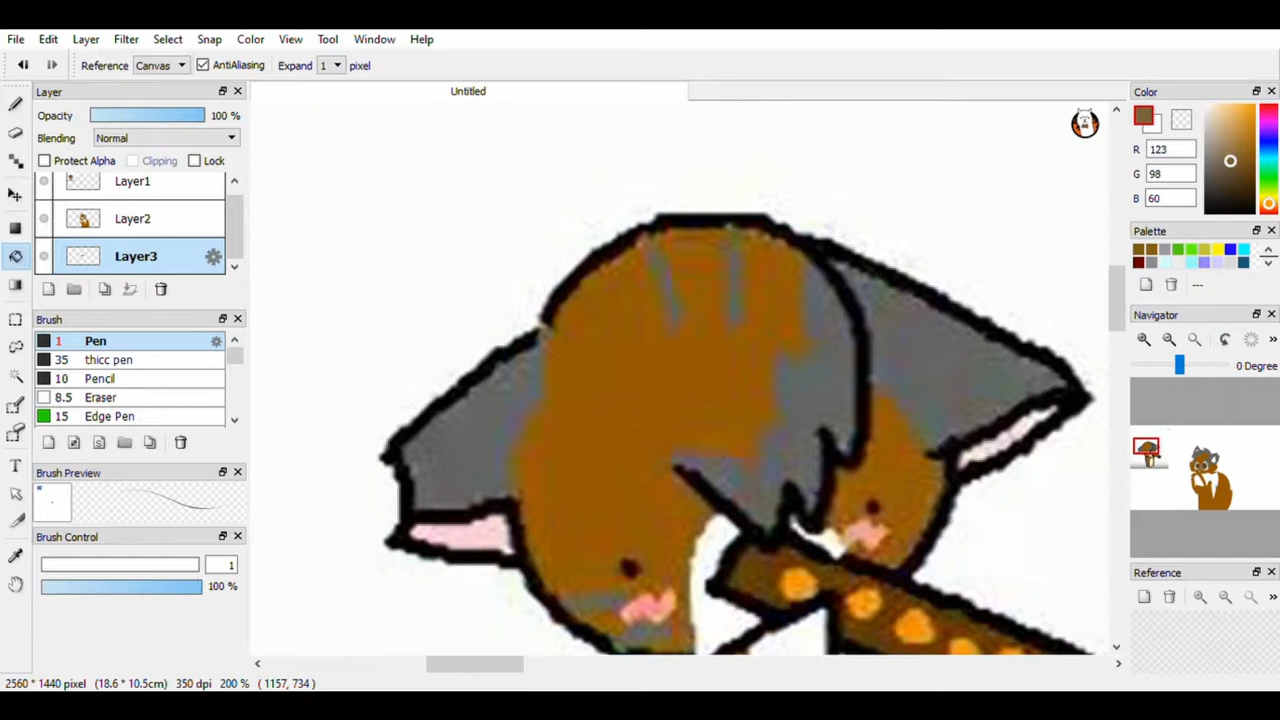 File Edit Layer Filter Select Snap Color View Tool Window Help
Reference Canvas AntiAliasing Expand 1 pixel
Layer
Untitled
Color
Opacity 100 %
Blending Normal
Protect Alpha Clipping Lock
R 123
G 98
B 60
Layer1
Layer2
Layer3
Palette
---
Brush
1 Pen
35 thicc pen
10 Pencil
8.5 Eraser
15 Edge Pen
Navigator
0 Degree
Brush Preview
Brush Control
1
100 %
Reference
2560 * 1440 pixel (18.6 * 10.5cm) 350 dpi 200 % ( 1157, 734 )